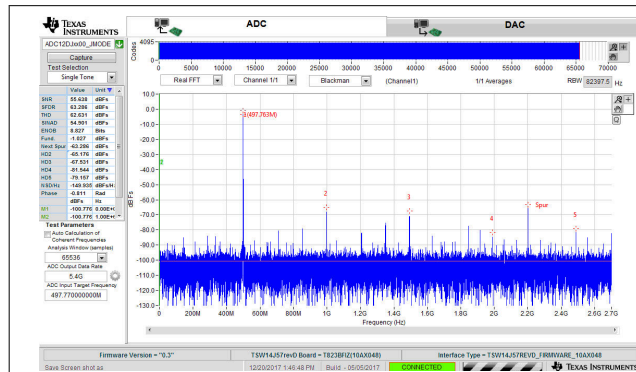 TEXAS INSTRUMENTS
ADC
DAC
ADC12DJxx00_JMODE
Capture
Test Selection
Single Tone
Value Unit
SNR 55.638 dBFs
SFDR 63.286 dBFs
THD 62.631 dBFs
SINAD 54.901 dBFs
ENOB 8.827 Bits
Fund. -1.027 dBFs
Next Spur -63.286 dBFs
HD2 -65.176 dBFs
HD3 -67.531 dBFs
HD4 -81.944 dBFs
HD5 -79.157 dBFs
NSD/Hz -149.935 dBFs/Hz
Phase -0.811 Rad
dBFs Hz
M1 -100.776 0.00E+
M2 -100.776 1.00E+
Test Parameters
Auto Calculation of
Coherent Frequencies
Analysis Window (samples)
65536
ADC Output Data Rate
5.4G
ADC Input Target Frequency
497.770000000M
Codes
4095
0
0 5000 10000 15000 20000 25000 30000 35000 40000 45000 50000 55000 60000 65000 70000
Real FFT
Channel 1/1
Blackman
(Channel1)
1/1 Averages
RBW 82397.5 Hz
dBFs
10.0
0.0
-10.0
-20.0
-30.0
-40.0
-50.0
-60.0
-70.0
-80.0
-90.0
-100.0
-110.0
-120.0
-130.0
(497.763M)
2
3
4
Spur
5
0 200M 400M 600M 800M 1G 1.2G 1.4G 1.6G 1.8G 2G 2.2G 2.4G 2.6G 2.7G
Frequency (Hz)
Firmware Version = "0.3"
TSW14J57revD Board = T823BFIZ(10AX048)
Interface Type = TSW14J57REVD_FIRMWARE_10AX048
Save Screen shot as
12/20/2017 1:46:48 PM
Build - 05/05/2017
CONNECTED
TEXAS INSTRUMENTS